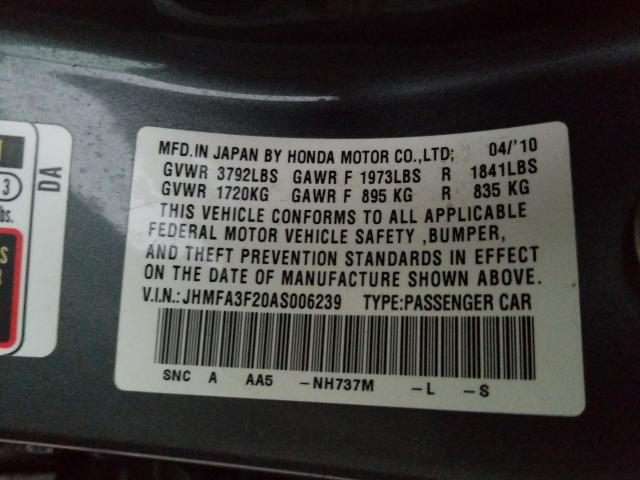 MFD.IN JAPAN BY HONDA MOTOR CO.,LTD; 04/'10
GVWR 3792LBS GAWR F 1973LBS R 1841LBS
GVWR 1720KG GAWR F 895 KG R 835 KG
THIS VEHICLE CONFORMS TO ALL APPLICABLE
FEDERAL MOTOR VEHICLE SAFETY ,BUMPER,
AND THEFT PREVENTION STANDARDS IN EFFECT
ON THE DATE OF MANUFACTURE SHOWN ABOVE.
V.I.N.:JHMFA3F20AS006239 TYPE:PASSENGER CAR
SNC A AA5 -NH737M -L -S
DA
3
lbs.